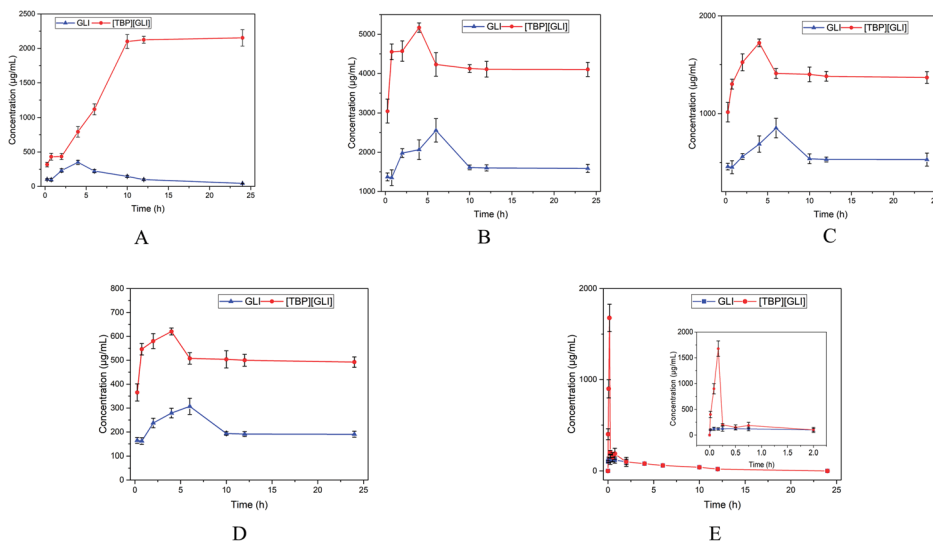 GLI [TBP][GLI]
2500
2000
1500
1000
500
0
Concentration (µg/mL)
0 5 10 15 20 25
Time (h)
A
GLI [TBP][GLI]
5000
4000
3000
2000
1000
Concentration (µg/mL)
0 5 10 15 20 25
Time (h)
B
GLI [TBP][GLI]
2000
1000
Concentration (µg/mL)
0 5 10 15 20 25
Time (h)
C
GLI [TBP][GLI]
800
700
600
500
400
300
200
100
0
Concentration (µg/mL)
0 5 10 15 20 25
Time (h)
D
GLI [TBP][GLI]
2000
1000
0
Concentration (µg/mL)
0 5 10 15 20 25
Time (h)
2000
1500
1000
500
0
Concentration (µg/mL)
0.0 0.5 1.0 1.5 2.0
Time (h)
E